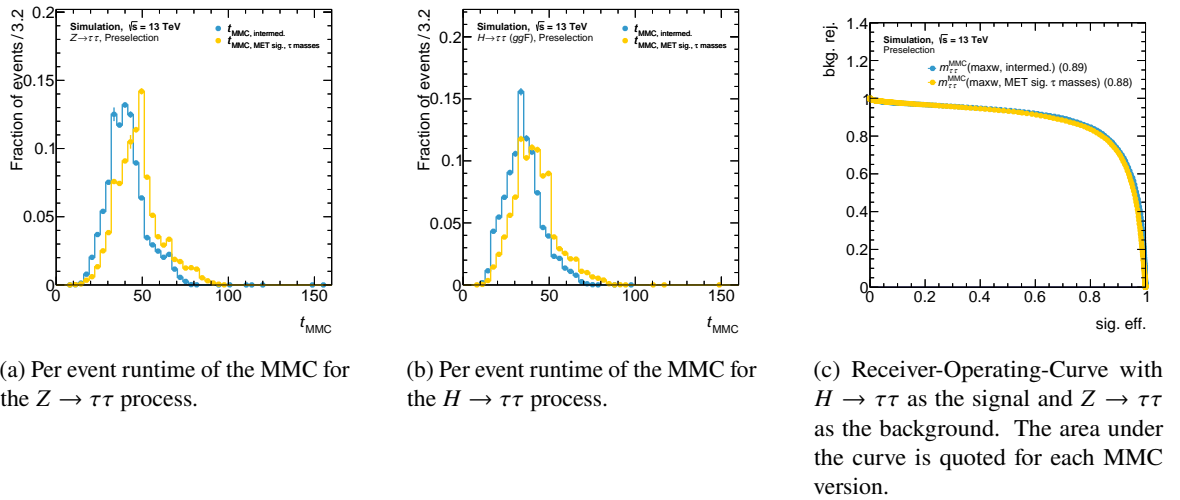 Fraction of events / 3.2
0.15
0.1
0.05
0
Simulation, √s = 13 TeV
Z→ττ, Preselection
t_MMC, intermed.
t_MMC, MET sig., τ masses
0 50 100 150
t_MMC
(a) Per event runtime of the MMC for
the Z → ττ process.
Fraction of events / 3.2
0.2
0.15
0.1
0.05
0
Simulation, √s = 13 TeV
H→ττ (ggF), Preselection
t_MMC, intermed.
t_MMC, MET sig., τ masses
0 50 100 150
t_MMC
(b) Per event runtime of the MMC for
the H → ττ process.
bkg. rej.
1.4
1.2
1
0.8
0.6
0.4
0.2
0
Simulation, √s = 13 TeV
Preselection
m_ττ^MMC(maxw, intermed.) (0.89)
m_ττ^MMC(maxw, MET sig. τ masses) (0.88)
0 0.2 0.4 0.6 0.8 1
sig. eff.
(c) Receiver-Operating-Curve with
H → ττ as the signal and Z → ττ
as the background. The area under
the curve is quoted for each MMC
version.